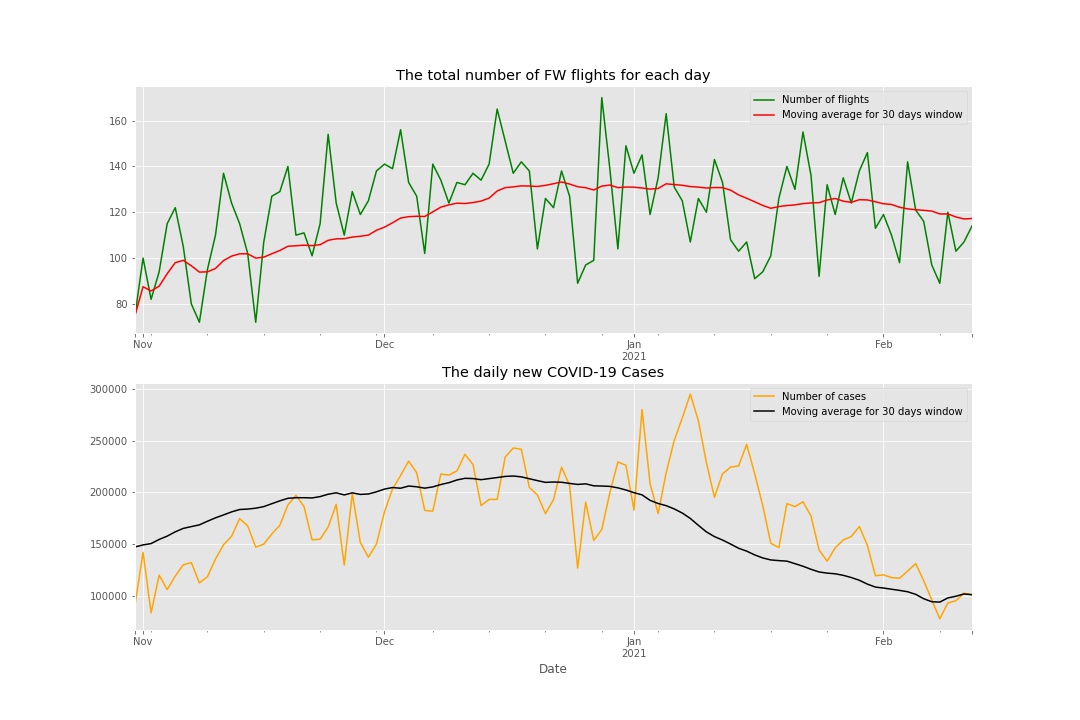 The total number of FW flights for each day
Number of flights
Moving average for 30 days window
160
140
120
100
80
Nov
Dec
Jan
2021
Feb
The daily new COVID-19 Cases
Number of cases
Moving average for 30 days window
300000
250000
200000
150000
100000
Nov
Dec
Jan
2021
Feb
Date